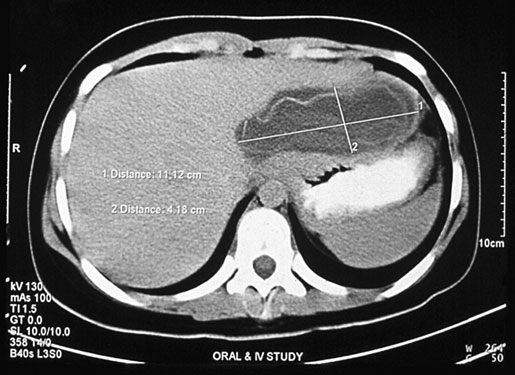 R
1
2
1 Distance: 11.12 cm
2 Distance: 4.18 cm
10cm
kV 130
mAs 100
TI 1.5
GT 0.0
SL 10.0/10.0
358 14/0
B40s L3S0
ORAL & IV STUDY
W 264
C 50